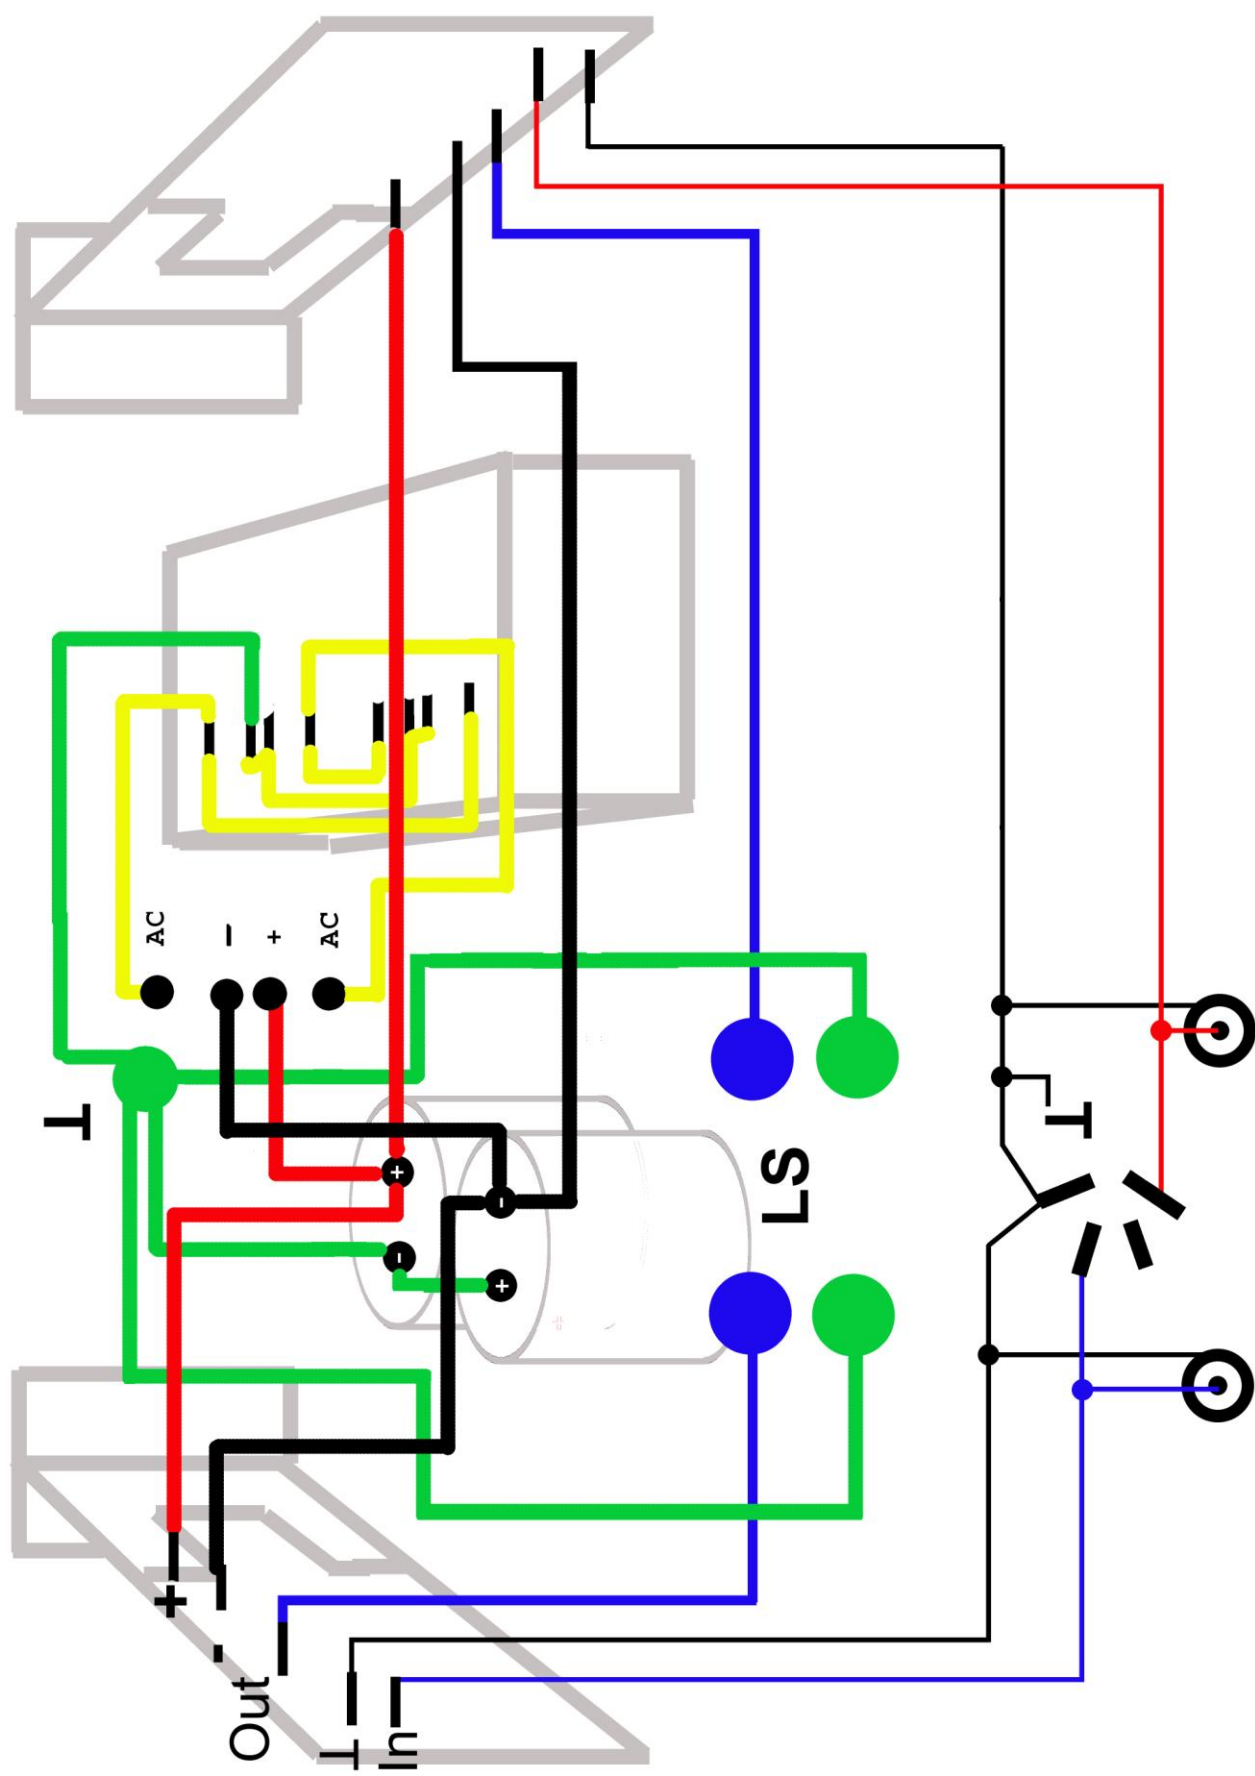 AC
−
+
AC
+
-
-
+
LS
+
-
Out
⊥
In
⊥
⊥